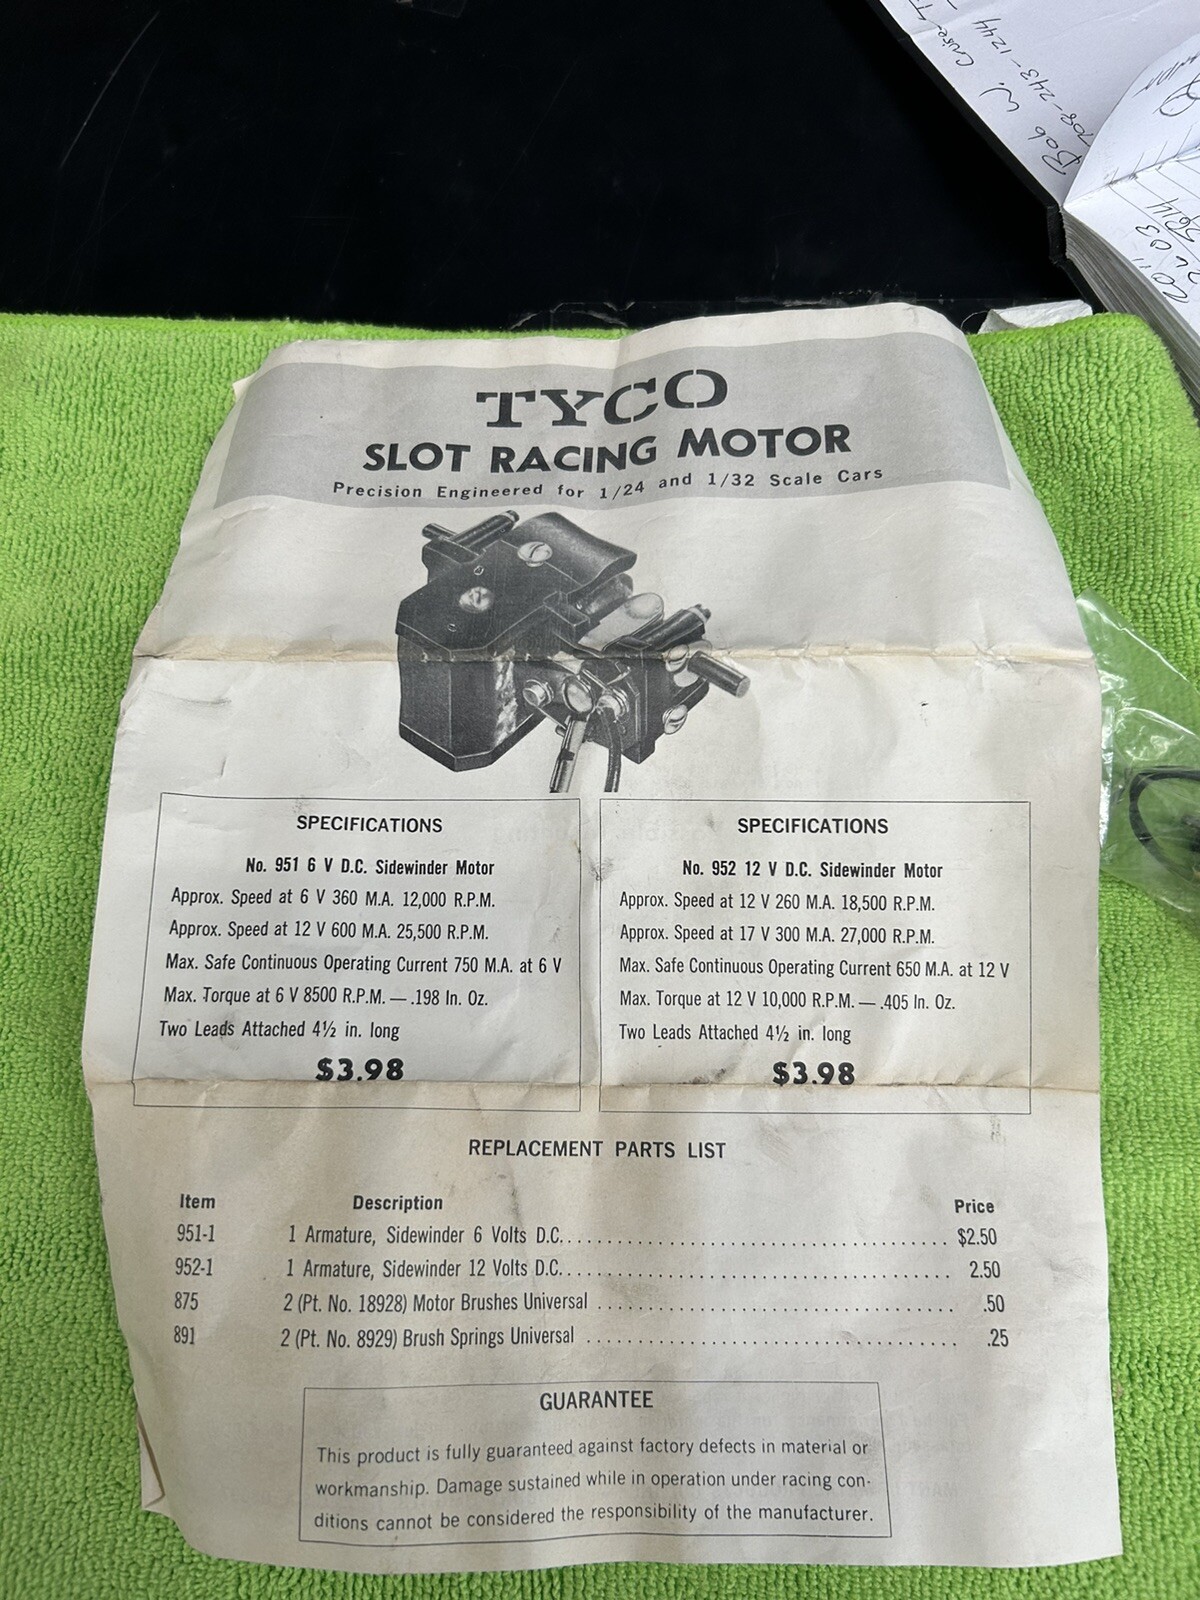 Bob W. Cruise
708-243-1244
5614
TYCO
SLOT RACING MOTOR
Precision Engineered for 1/24 and 1/32 Scale Cars
SPECIFICATIONS
No. 951 6 V D.C. Sidewinder Motor
Approx. Speed at 6 V 360 M.A. 12,000 R.P.M.
Approx. Speed at 12 V 600 M.A. 25,500 R.P.M.
Max. Safe Continuous Operating Current 750 M.A. at 6 V
Max. Torque at 6 V 8500 R.P.M. — .198 In. Oz.
Two Leads Attached 4½ in. long
$3.98
SPECIFICATIONS
No. 952 12 V D.C. Sidewinder Motor
Approx. Speed at 12 V 260 M.A. 18,500 R.P.M.
Approx. Speed at 17 V 300 M.A. 27,000 R.P.M.
Max. Safe Continuous Operating Current 650 M.A. at 12 V
Max. Torque at 12 V 10,000 R.P.M. — .405 In. Oz.
Two Leads Attached 4½ in. long
$3.98
REPLACEMENT PARTS LIST
Item Description Price
951-1 1 Armature, Sidewinder 6 Volts D.C. $2.50
952-1 1 Armature, Sidewinder 12 Volts D.C. 2.50
875 2 (Pt. No. 18928) Motor Brushes Universal .50
891 2 (Pt. No. 8929) Brush Springs Universal .25
GUARANTEE
This product is fully guaranteed against factory defects in material or
workmanship. Damage sustained while in operation under racing con-
ditions cannot be considered the responsibility of the manufacturer.